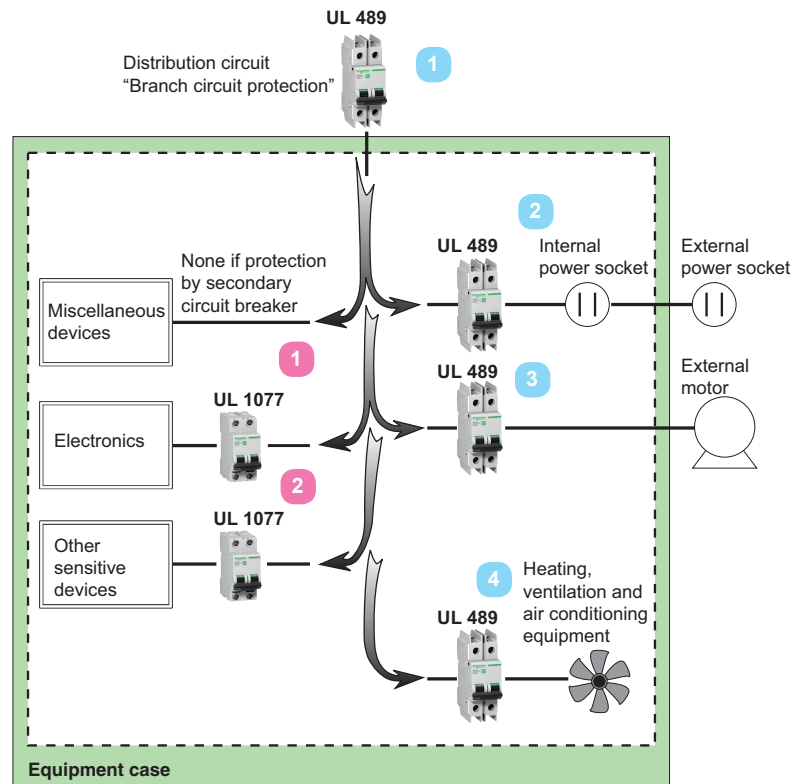 UL 489
Distribution circuit
“Branch circuit protection”
1
2
UL 489
Internal
power socket
External
power socket
None if protection
by secondary
circuit breaker
Miscellaneous
devices
1
UL 489
3
External
motor
UL 1077
Electronics
2
UL 1077
Other
sensitive
devices
4
Heating,
ventilation and
air conditioning
equipment
UL 489
Equipment case